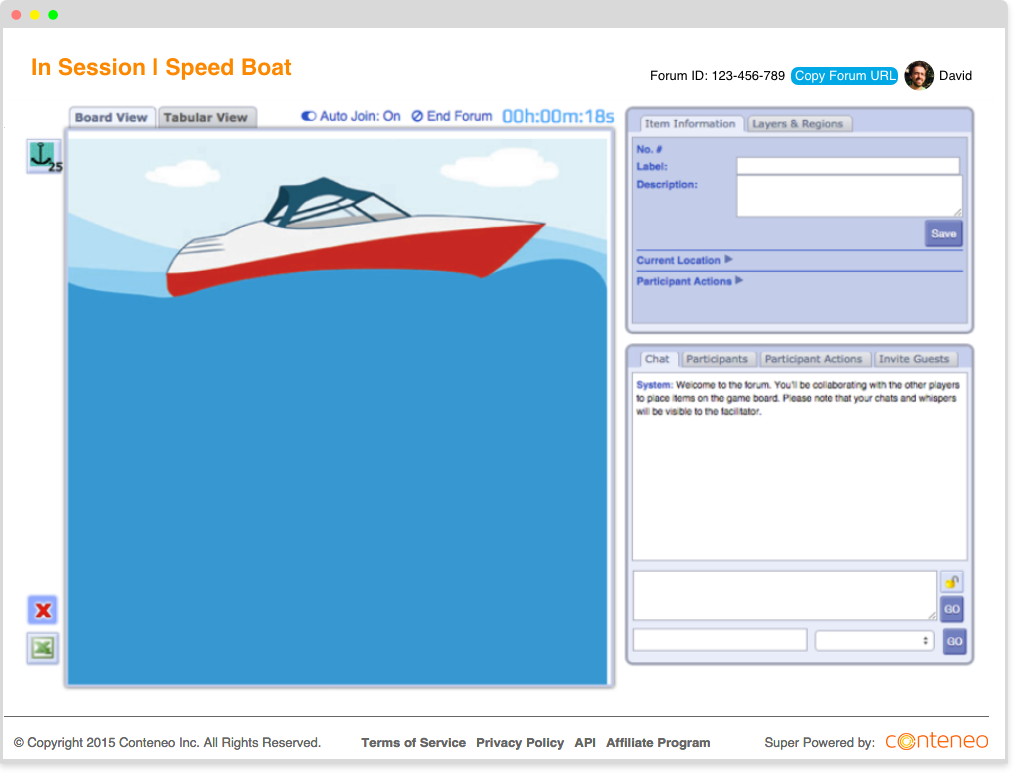 In Session | Speed Boat
Forum ID: 123-456-789 Copy Forum URL David
Board View Tabular View Auto Join: On End Forum 00h:00m:18s
25
Item Information Layers & Regions
No. #
Label:
Description:
Save
Current Location
Participant Actions
Chat Participants Participant Actions Invite Guests
System: Welcome to the forum. You'll be collaborating with the other players
to place items on the game board. Please note that your chats and whispers
will be visible to the facilitator.
GO
GO
© Copyright 2015 Conteneo Inc. All Rights Reserved. Terms of Service Privacy Policy API Affiliate Program Super Powered by: conteneo